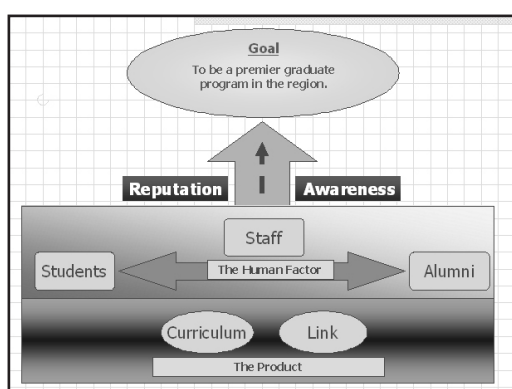 Goal
To be a premier graduate
program in the region.
Reputation
Awareness
Staff
Students
The Human Factor
Alumni
Curriculum
Link
The Product